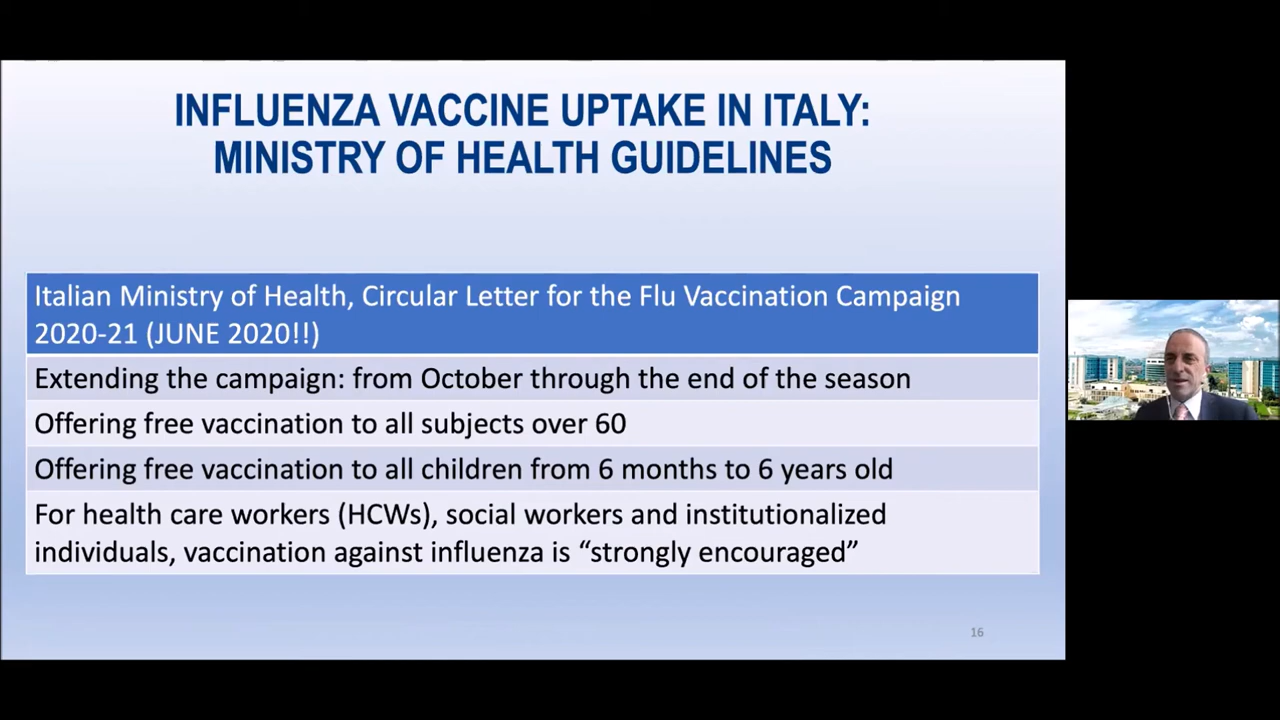 INFLUENZA VACCINE UPTAKE IN ITALY:
MINISTRY OF HEALTH GUIDELINES
Italian Ministry of Health, Circular Letter for the Flu Vaccination Campaign
2020-21 (JUNE 2020!!)
Extending the campaign: from October through the end of the season
Offering free vaccination to all subjects over 60
Offering free vaccination to all children from 6 months to 6 years old
For health care workers (HCWs), social workers and institutionalized
individuals, vaccination against influenza is “strongly encouraged”
16